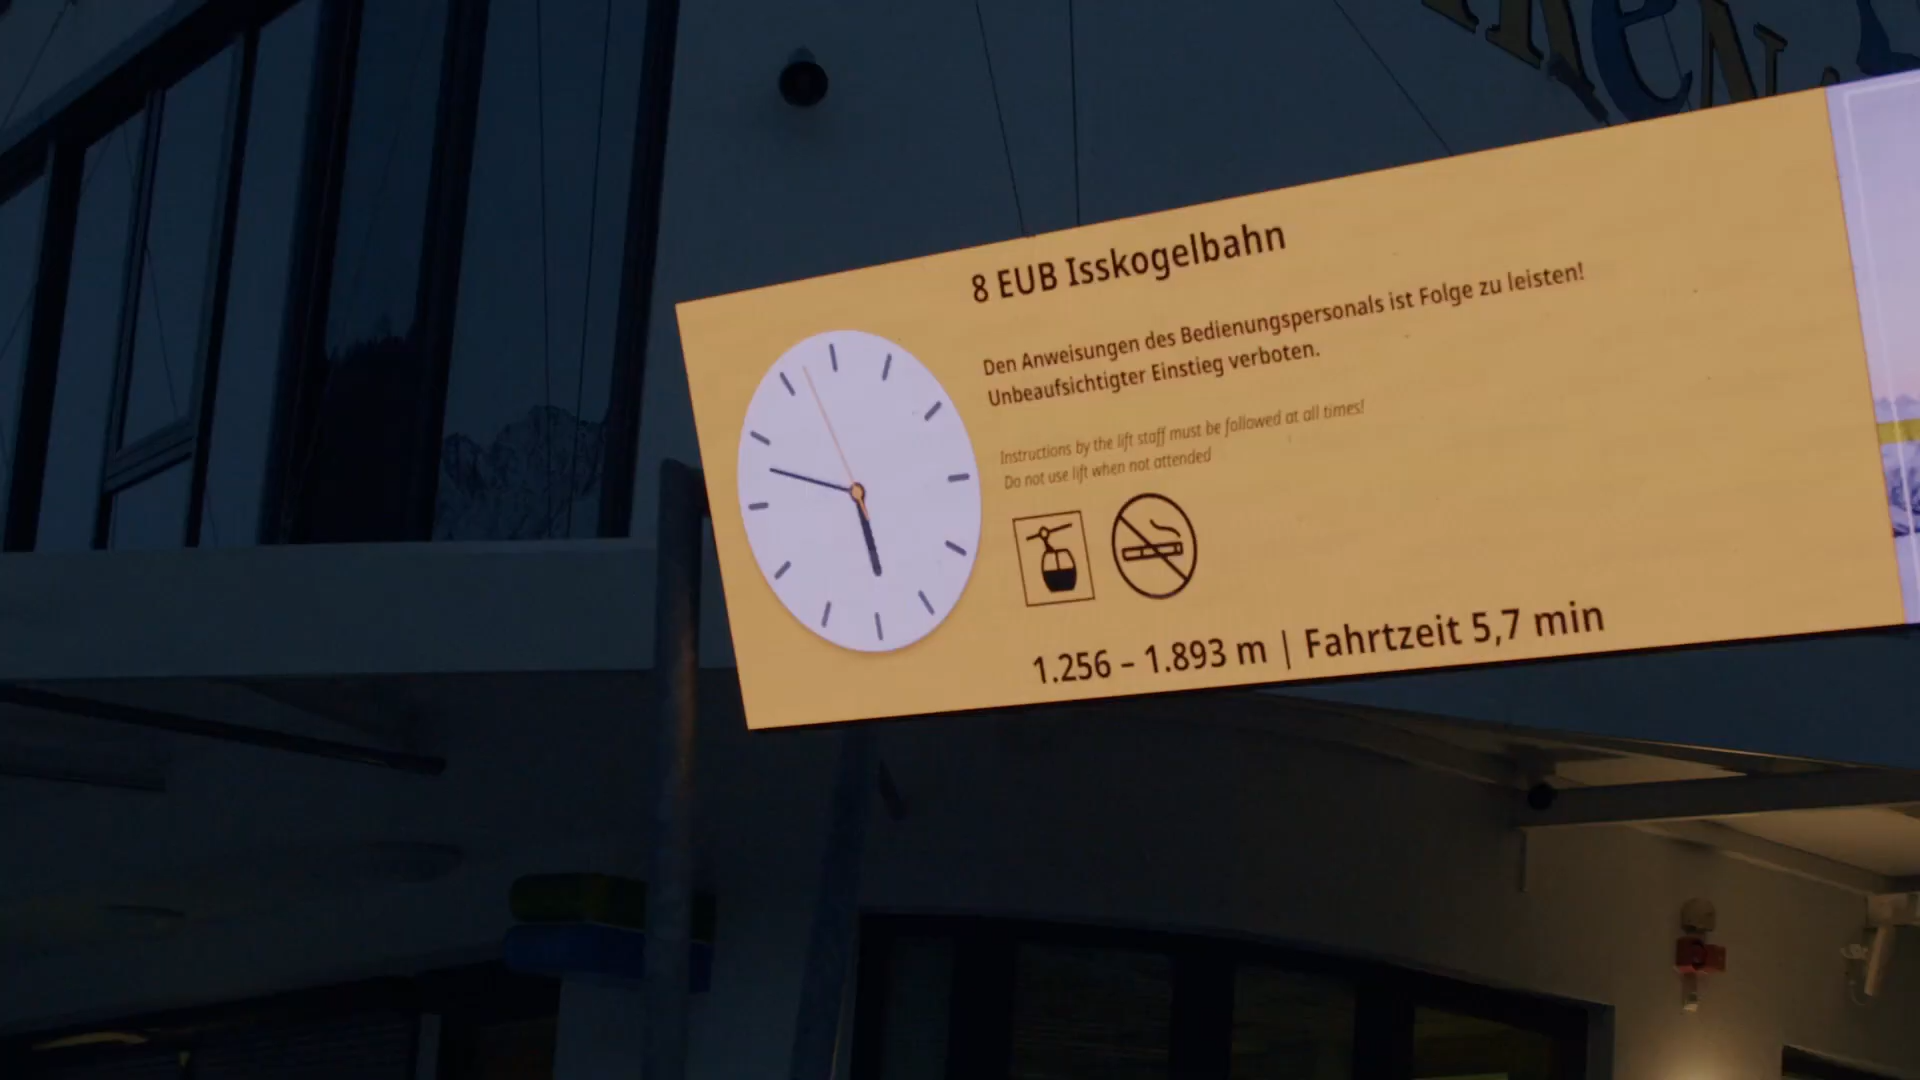 8 EUB Isskogelbahn
Den Anweisungen des Bedienungspersonals ist Folge zu leisten!
Unbeaufsichtigter Einstieg verboten.
Instructions by the lift staff must be followed at all times!
Do not use lift when not attended
1.256 – 1.893 m | Fahrtzeit 5,7 min